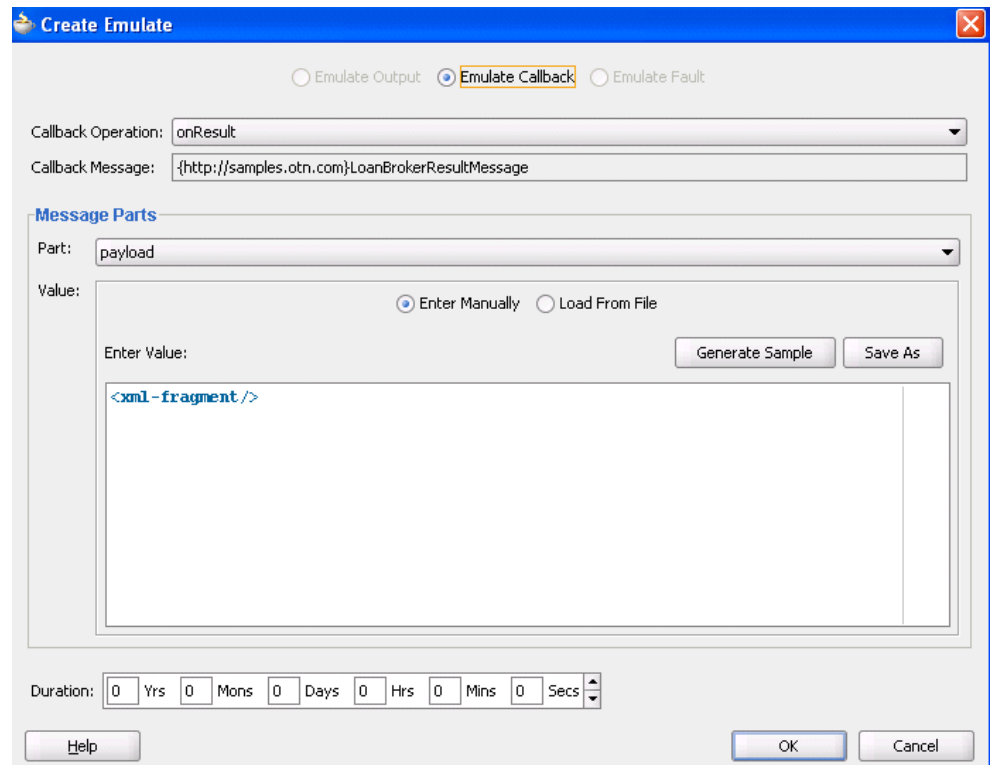 Create Emulate
Emulate Output Emulate Callback Emulate Fault
Callback Operation: onResult
Callback Message: {http://samples.otn.com}LoanBrokerResultMessage
Message Parts
Part: payload
Value: Enter Manually Load From File
Enter Value: Generate Sample Save As
<xml-fragment/>
Duration: 0 Yrs 0 Mons 0 Days 0 Hrs 0 Mins 0 Secs
Help OK Cancel